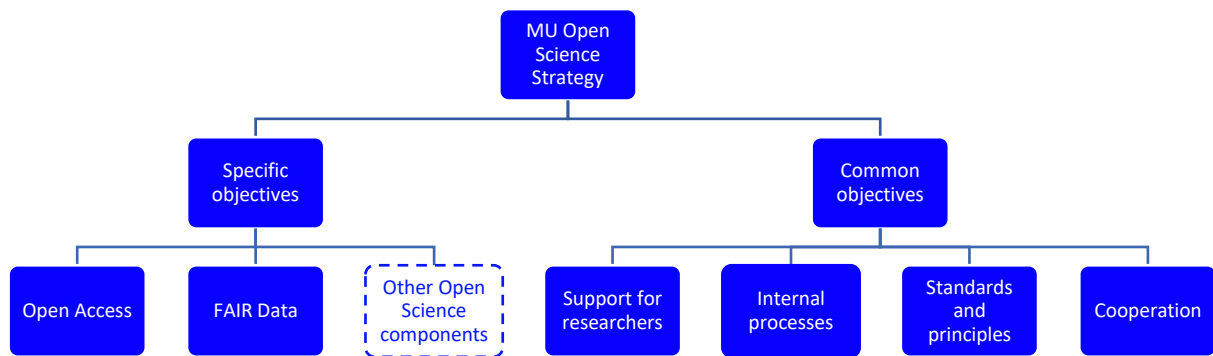 MU Open
Science
Strategy
Specific
objectives
Common
objectives
Open Access
FAIR Data
Other Open
Science
components
Support for
researchers
Internal
processes
Standards
and
principles
Cooperation